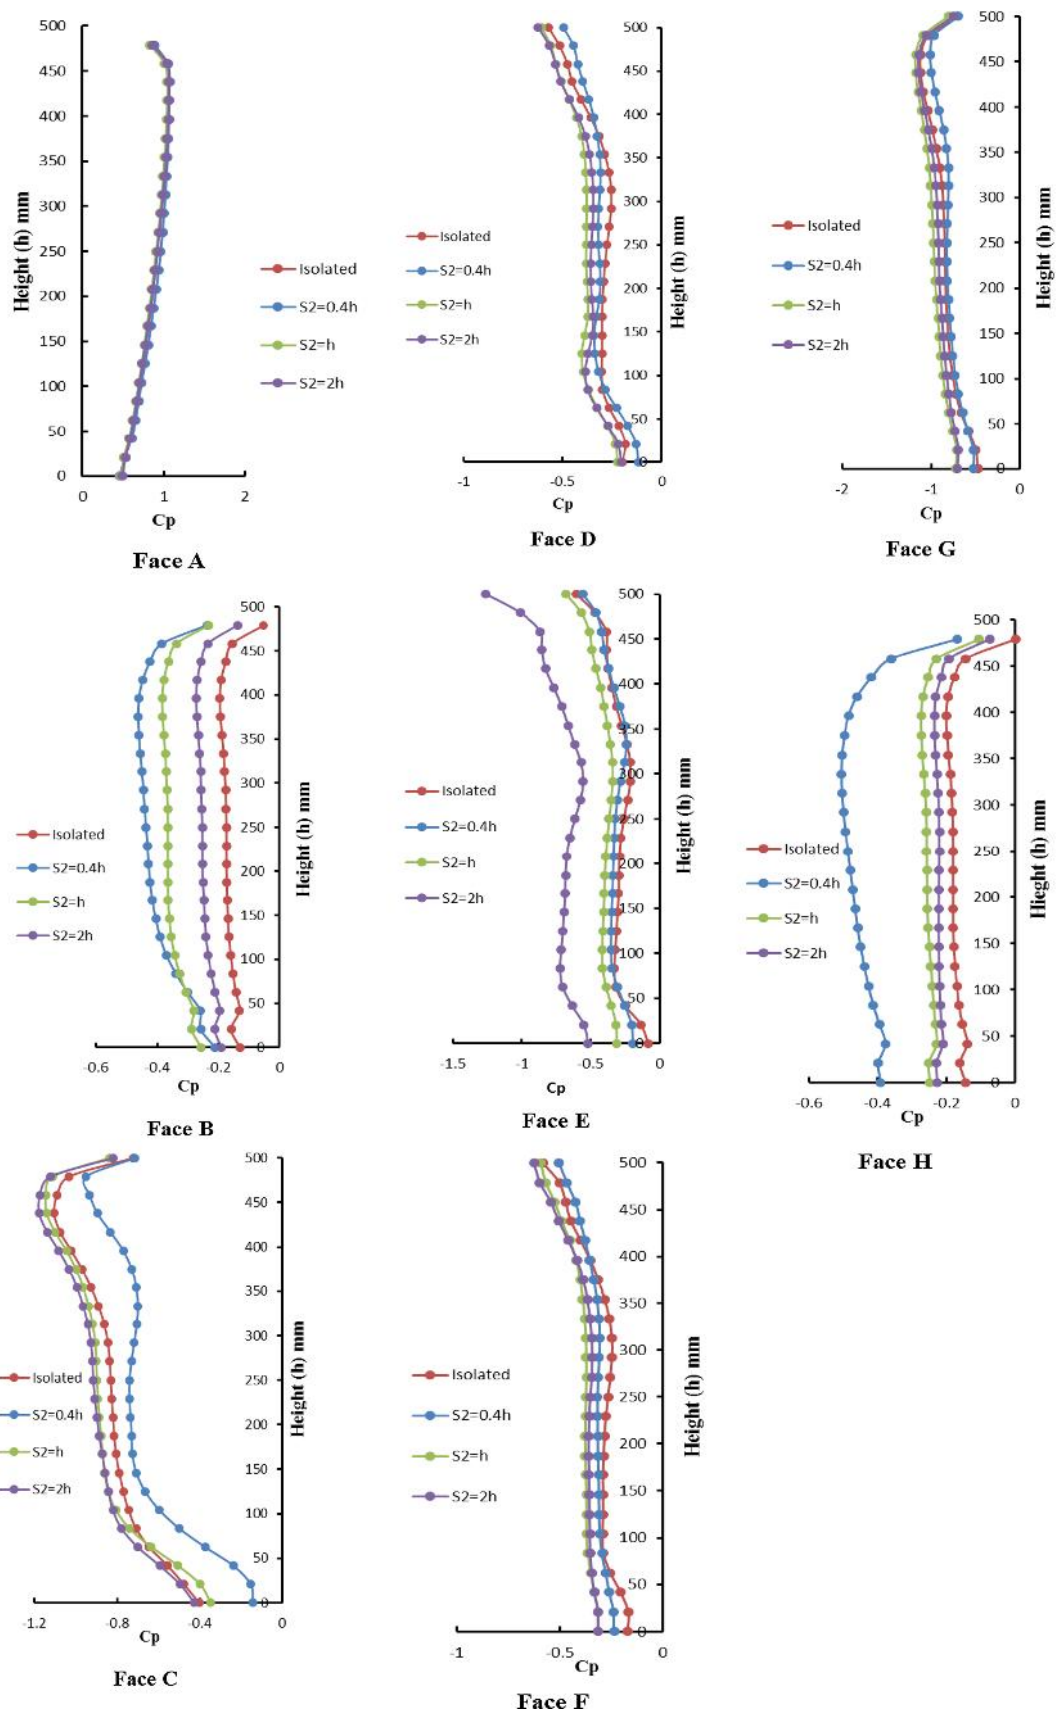 500
450
400
350
300
250
200
150
100
50
0
0
1
2
Height (h) mm
Cp
Isolated
S2=0.4h
S2=h
S2=2h
Face A
500
450
400
350
300
250
200
150
100
50
0
-1
-0.5
0
Height (h) mm
Cp
Isolated
S2=0.4h
S2=h
S2=2h
Face D
500
450
400
350
300
250
200
150
100
50
0
-2
-1
0
Height (h) mm
Cp
Isolated
S2=0.4h
S2=h
S2=2h
Face G
500
450
400
350
300
250
200
150
100
50
0
-0.6
-0.4
-0.2
0
Height (h) mm
Cp
Isolated
S2=0.4h
S2=h
S2=2h
Face B
500
450
400
350
300
250
200
150
100
50
0
-1.5
-1
-0.5
0
Height (h) mm
Cp
Isolated
S2=0.4h
S2=h
S2=2h
Face E
500
450
400
350
300
250
200
150
100
50
0
-0.6
-0.4
-0.2
0
Hieght (h) mm
Cp
Isolated
S2=0.4h
S2=h
S2=2h
Face H
500
450
400
350
300
250
200
150
100
50
0
-1.2
-0.8
-0.4
0
Height (h) mm
Cp
Isolated
S2=0.4h
S2=h
S2=2h
Face C
500
450
400
350
300
250
200
150
100
50
0
-1
-0.5
0
Height (h) mm
Cp
Isolated
S2=0.4h
S2=h
S2=2h
Face F